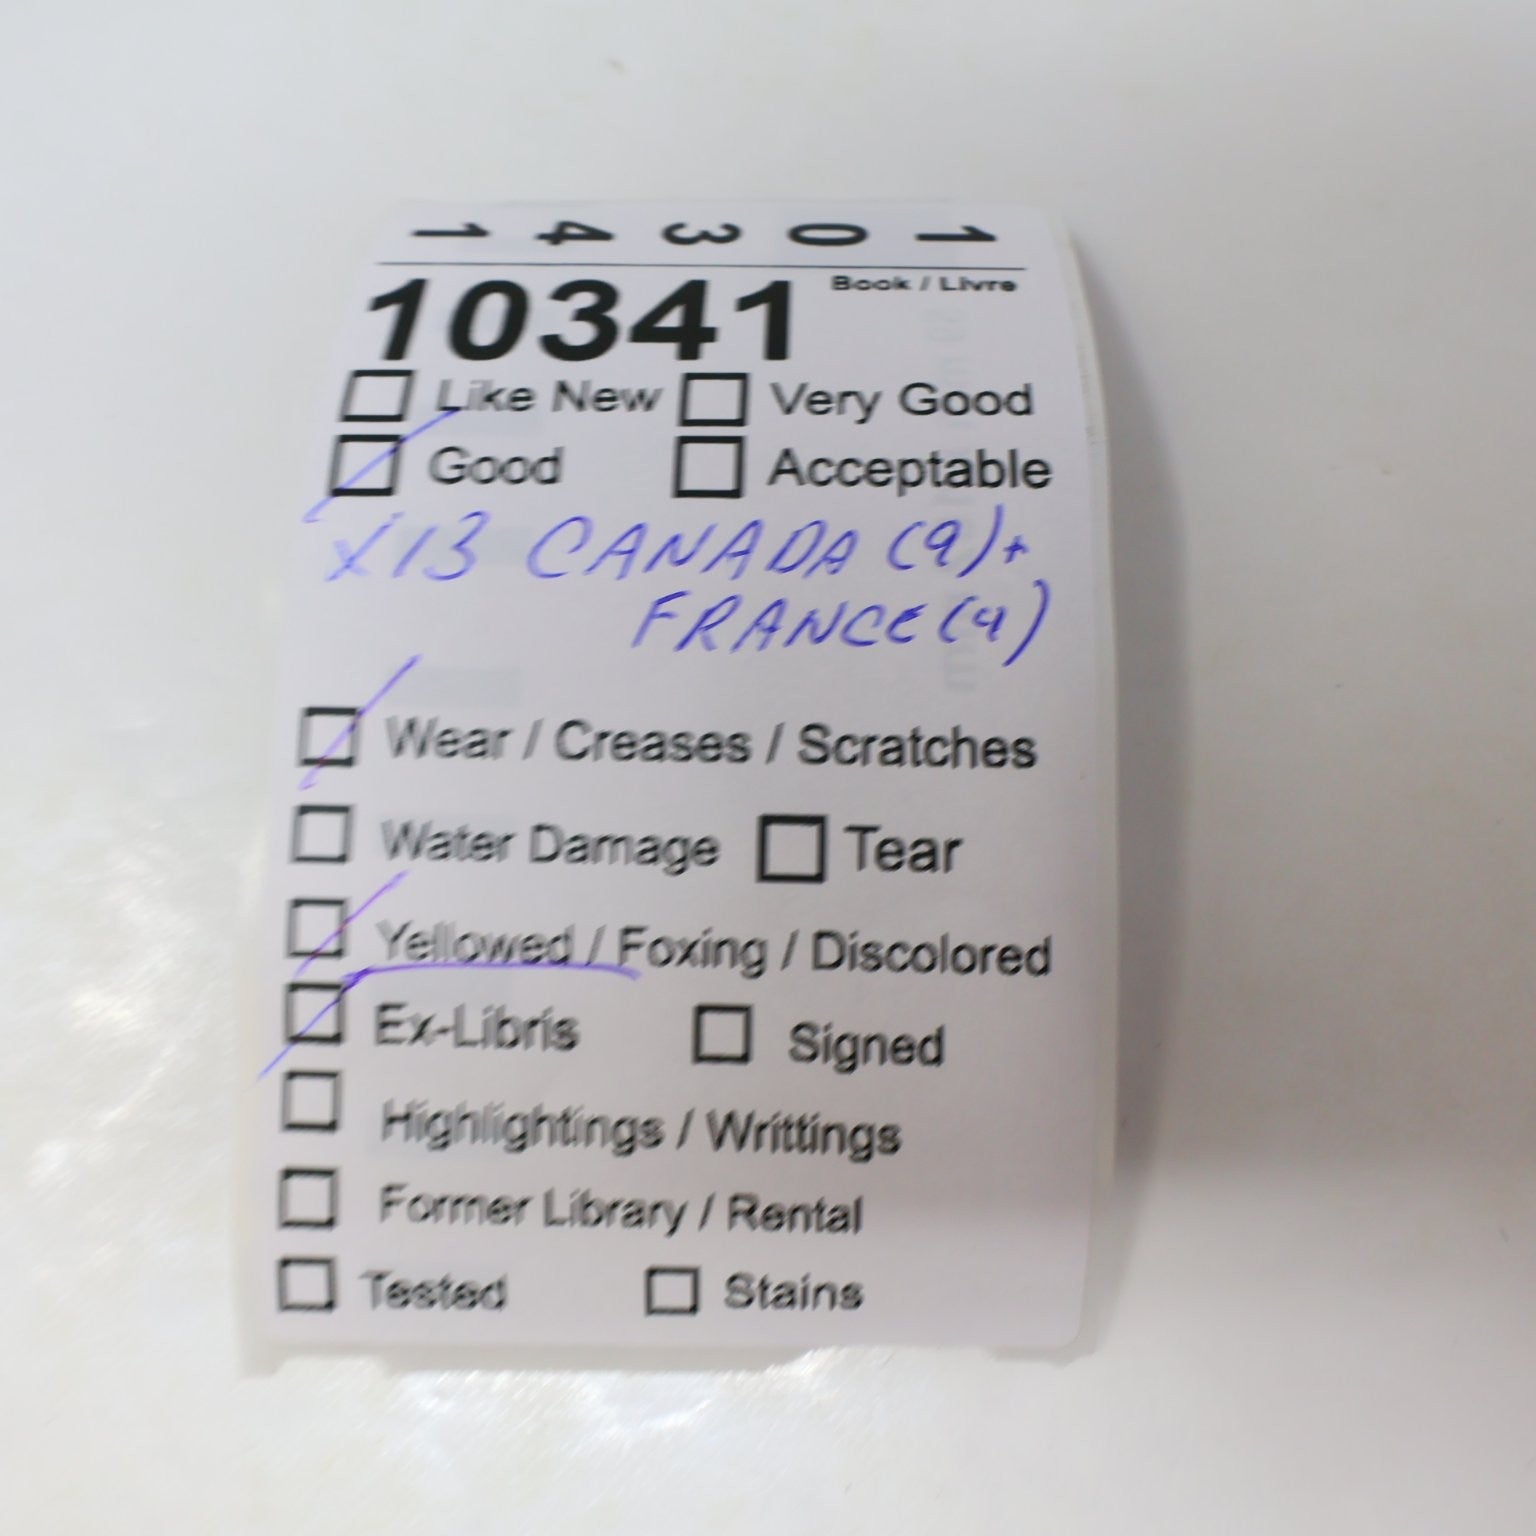 10341
Book / Livre
10341
Like New Very Good
Good Acceptable
x13 CANADA (9)+
FRANCE (4)
Wear / Creases / Scratches
Water Damage Tear
Yellowed / Foxing / Discolored
Ex-Libris Signed
Highlightings / Writtings
Former Library / Rental
Tested Stains